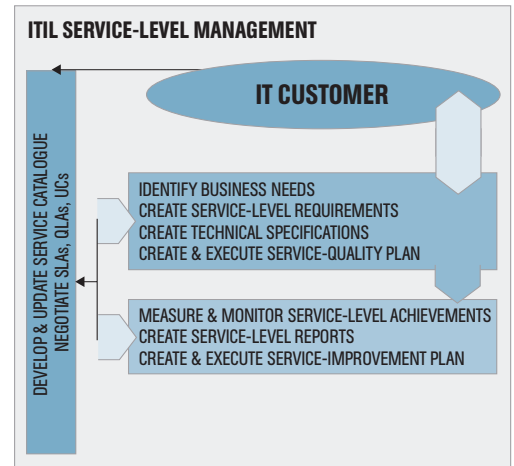 ITIL SERVICE-LEVEL MANAGEMENT
IT CUSTOMER
DEVELOP & UPDATE SERVICE CATALOGUE
NEGOTIATE SLAs, QLAs, UCs
IDENTIFY BUSINESS NEEDS
CREATE SERVICE-LEVEL REQUIREMENTS
CREATE TECHNICAL SPECIFICATIONS
CREATE & EXECUTE SERVICE-QUALITY PLAN
MEASURE & MONITOR SERVICE-LEVEL ACHIEVEMENTS
CREATE SERVICE-LEVEL REPORTS
CREATE & EXECUTE SERVICE-IMPROVEMENT PLAN